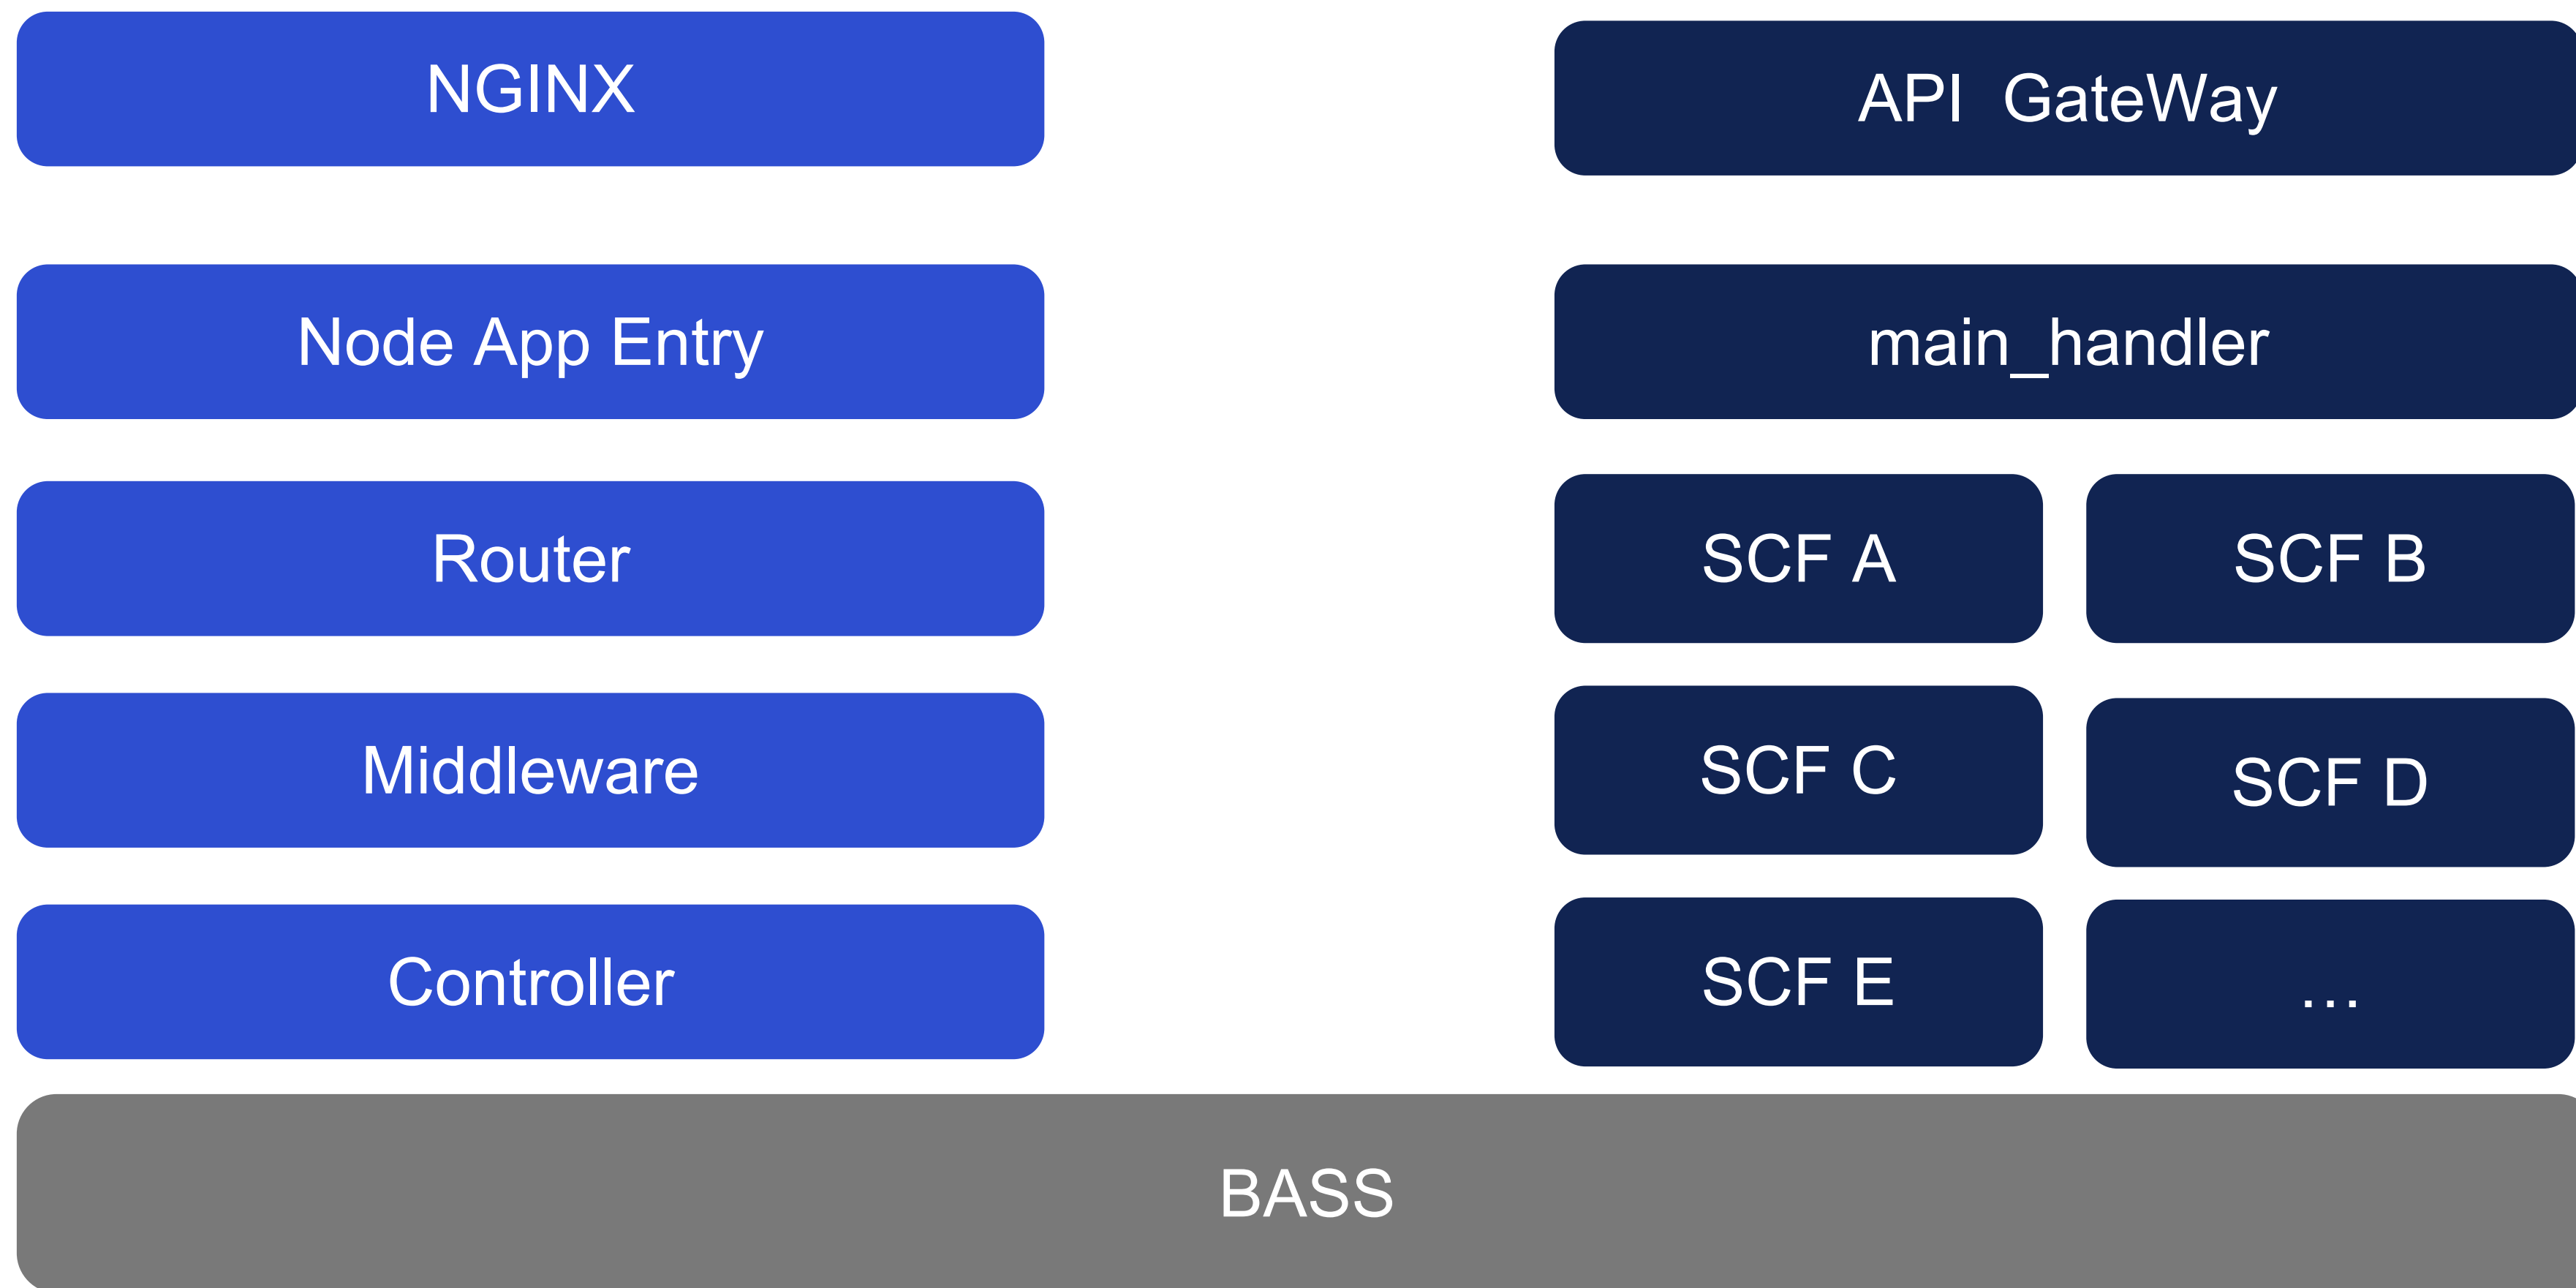 NGINX
API  GateWay
Node App Entry
main_handler
Router
SCF A
SCF B
Middleware
SCF C
SCF D
Controller
SCF E
...
BASS